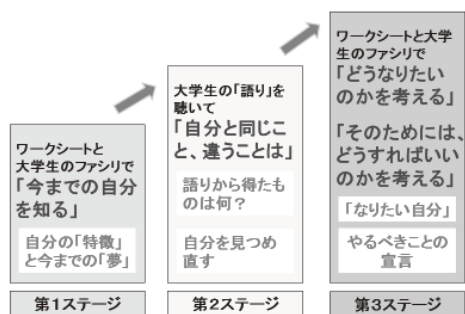 ワークシートと
大学生のファシリで
「今までの自分
を知る」
自分の「特徴」
と今までの「夢」
第1ステージ
大学生の「語り」を
聴いて
「自分と同じこ
と、違うことは」
語りから得たも
のは何?
自分を見つめ
直す
第2ステージ
ワークシートと大学
生のファシリで
「どうなりたい
のかを考える」
「そのためには、
どうすればいい
のかを考える」
「なりたい自分」
やるべきことの
宣言
第3ステージ